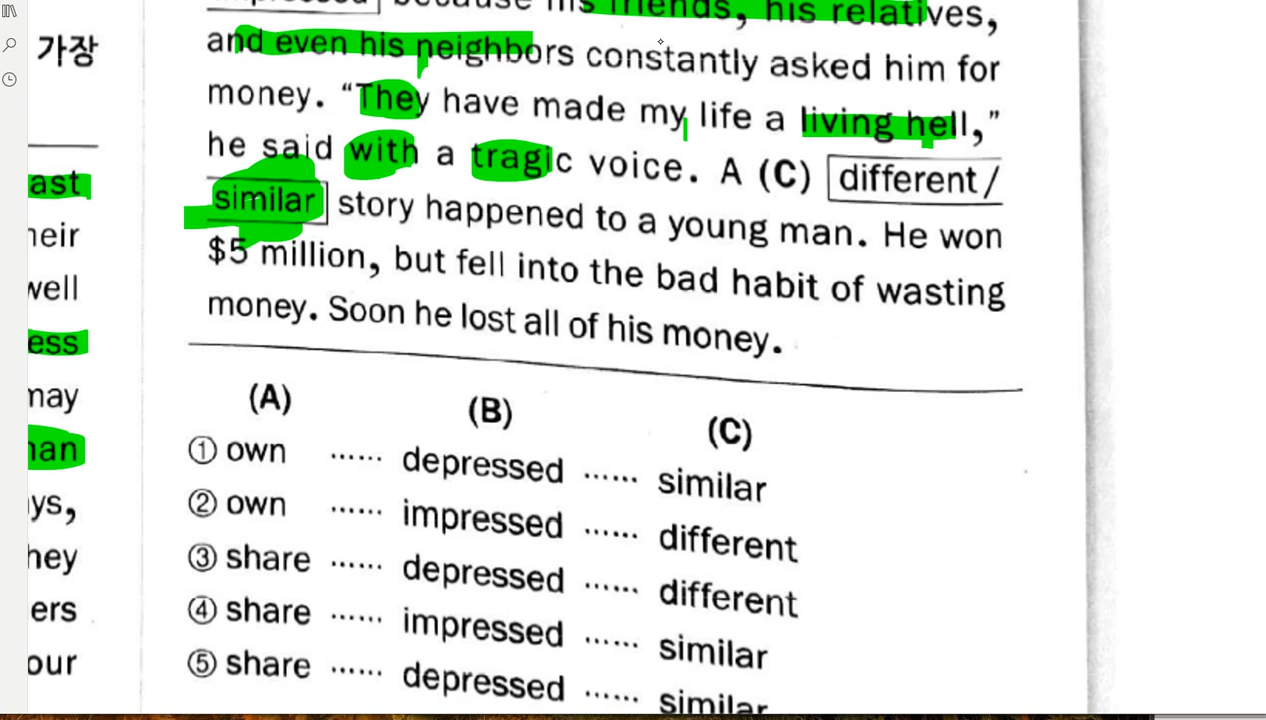 his friends, his relatives,
가장
and even his neighbors constantly asked him for
money. “They have made my life a living hell,”
he said with a tragic voice. A (C) different /
similar story happened to a young man. He won
$5 million, but fell into the bad habit of wasting
money. Soon he lost all of his money.
ast
heir
well
ess
may
man
ys,
hey
ers
our
(A) (B) (C)
① own ...... depressed ...... similar
② own ...... impressed ...... different
③ share ...... depressed ...... different
④ share ...... impressed ...... similar
⑤ share ...... depressed ...... similar